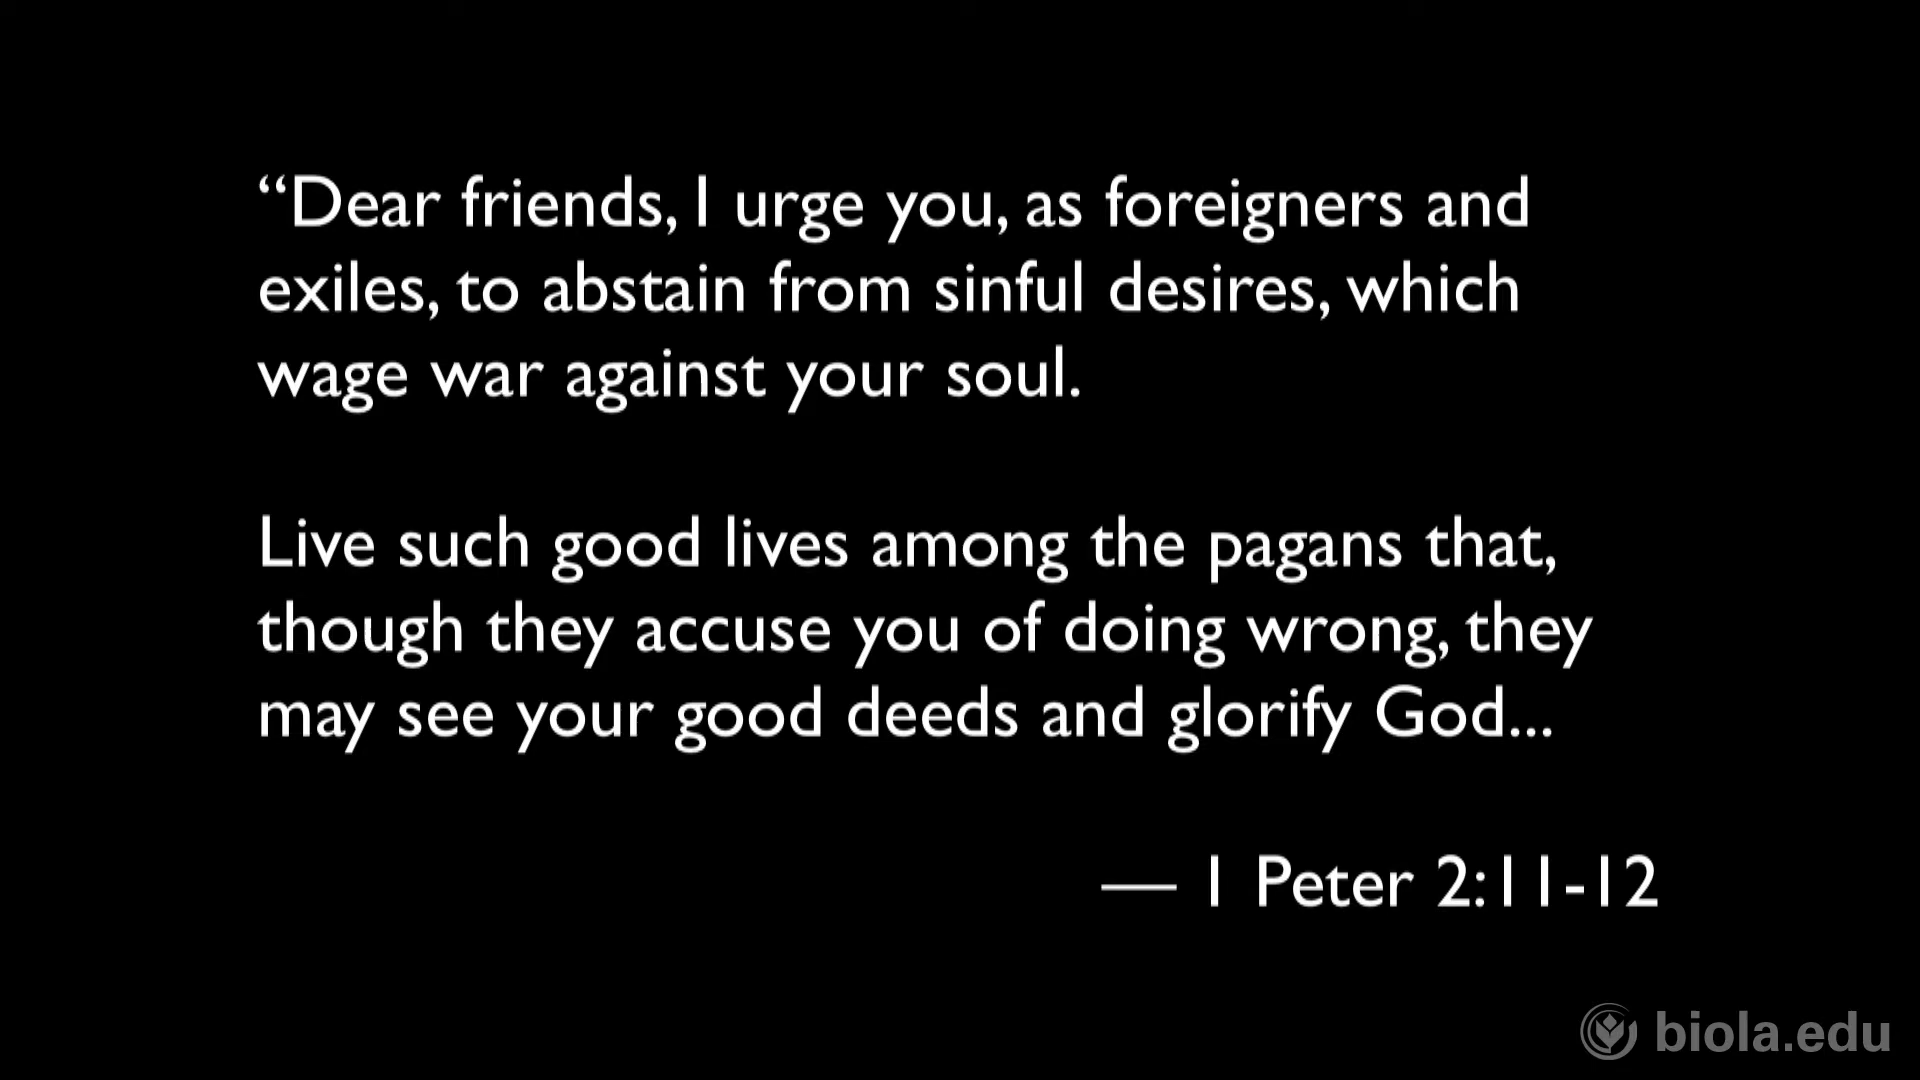 “Dear friends, I urge you, as foreigners and
exiles, to abstain from sinful desires, which
wage war against your soul.
Live such good lives among the pagans that,
though they accuse you of doing wrong, they
may see your good deeds and glorify God...
— 1 Peter 2:11-12
biola.edu